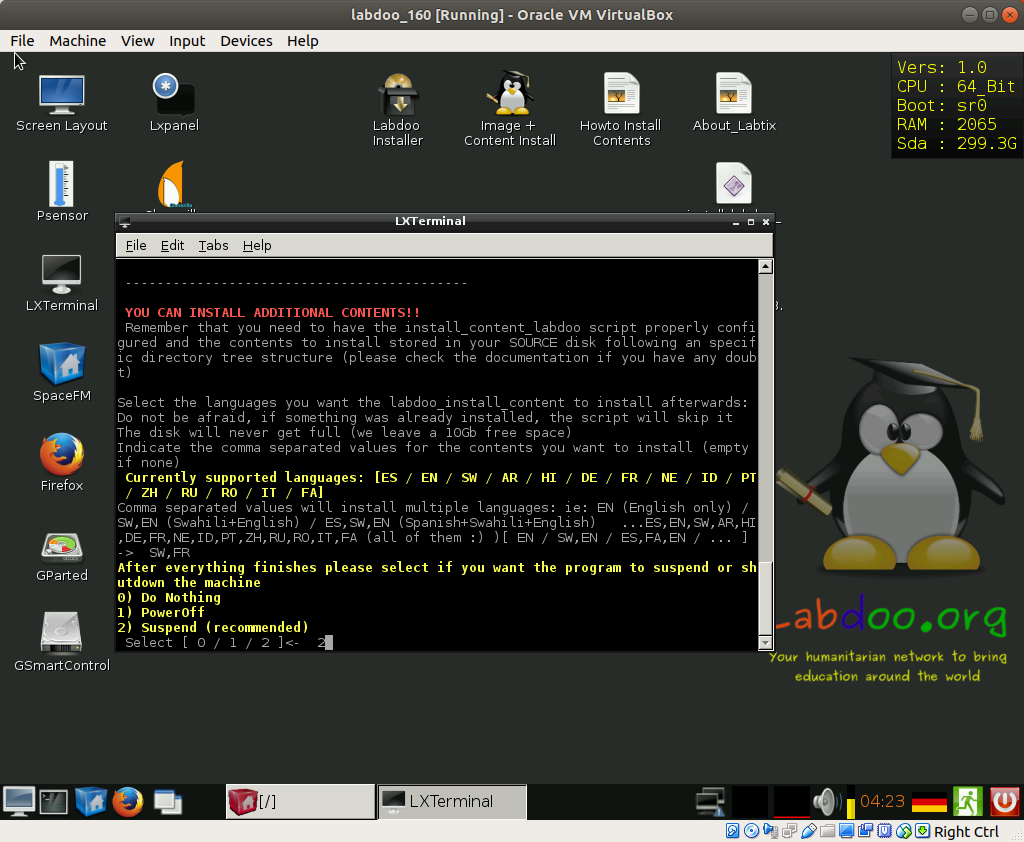 labdoo_160 [Running] - Oracle VM VirtualBox
File Machine View Input Devices Help
Vers: 1.0
CPU : 64_Bit
Boot: sr0
RAM : 2065
Sda : 299.3G
Screen Layout
Lxpanel
Labdoo
Installer
Image +
Content Install
Howto Install
Contents
About_Labtix
Psensor
LXTerminal
SpaceFM
Firefox
GParted
GSmartControl
LXTerminal
File Edit Tabs Help
-------------------------------------------
YOU CAN INSTALL ADDITIONAL CONTENTS!!
Remember that you need to have the install_content_labdoo script properly confi
gured and the contents to install stored in your SOURCE disk following an specif
ic directory tree structure (please check the documentation if you have any doub
t)
Select the languages you want the labdoo_install_content to install afterwards:
Do not be afraid, if something was already installed, the script will skip it
The disk will never get full (we leave a 10Gb free space)
Indicate the comma separated values for the contents you want to install (empty
if none)
Currently supported languages: [ES / EN / SW / AR / HI / DE / FR / NE / ID / PT
/ ZH / RU / RO / IT / FA]
Comma separated values will install multiple languages: ie: EN (English only) /
SW,EN (Swahili+English) / ES,SW,EN (Spanish+Swahili+English)   ...ES,EN,SW,AR,HI
,DE,FR,NE,ID,PT,ZH,RU,RO,IT,FA (all of them :) )[ EN / SW,EN / ES,FA,EN / ... ]
->  SW,FR
After everything finishes please select if you want the program to suspend or sh
utdown the machine
0) Do Nothing
1) PowerOff
2) Suspend (recommended)
Select [ 0 / 1 / 2 ]<-  2
Labdoo.org
Your humanitarian network to bring
education around the world
[/]
LXTerminal
04:23
Right Ctrl